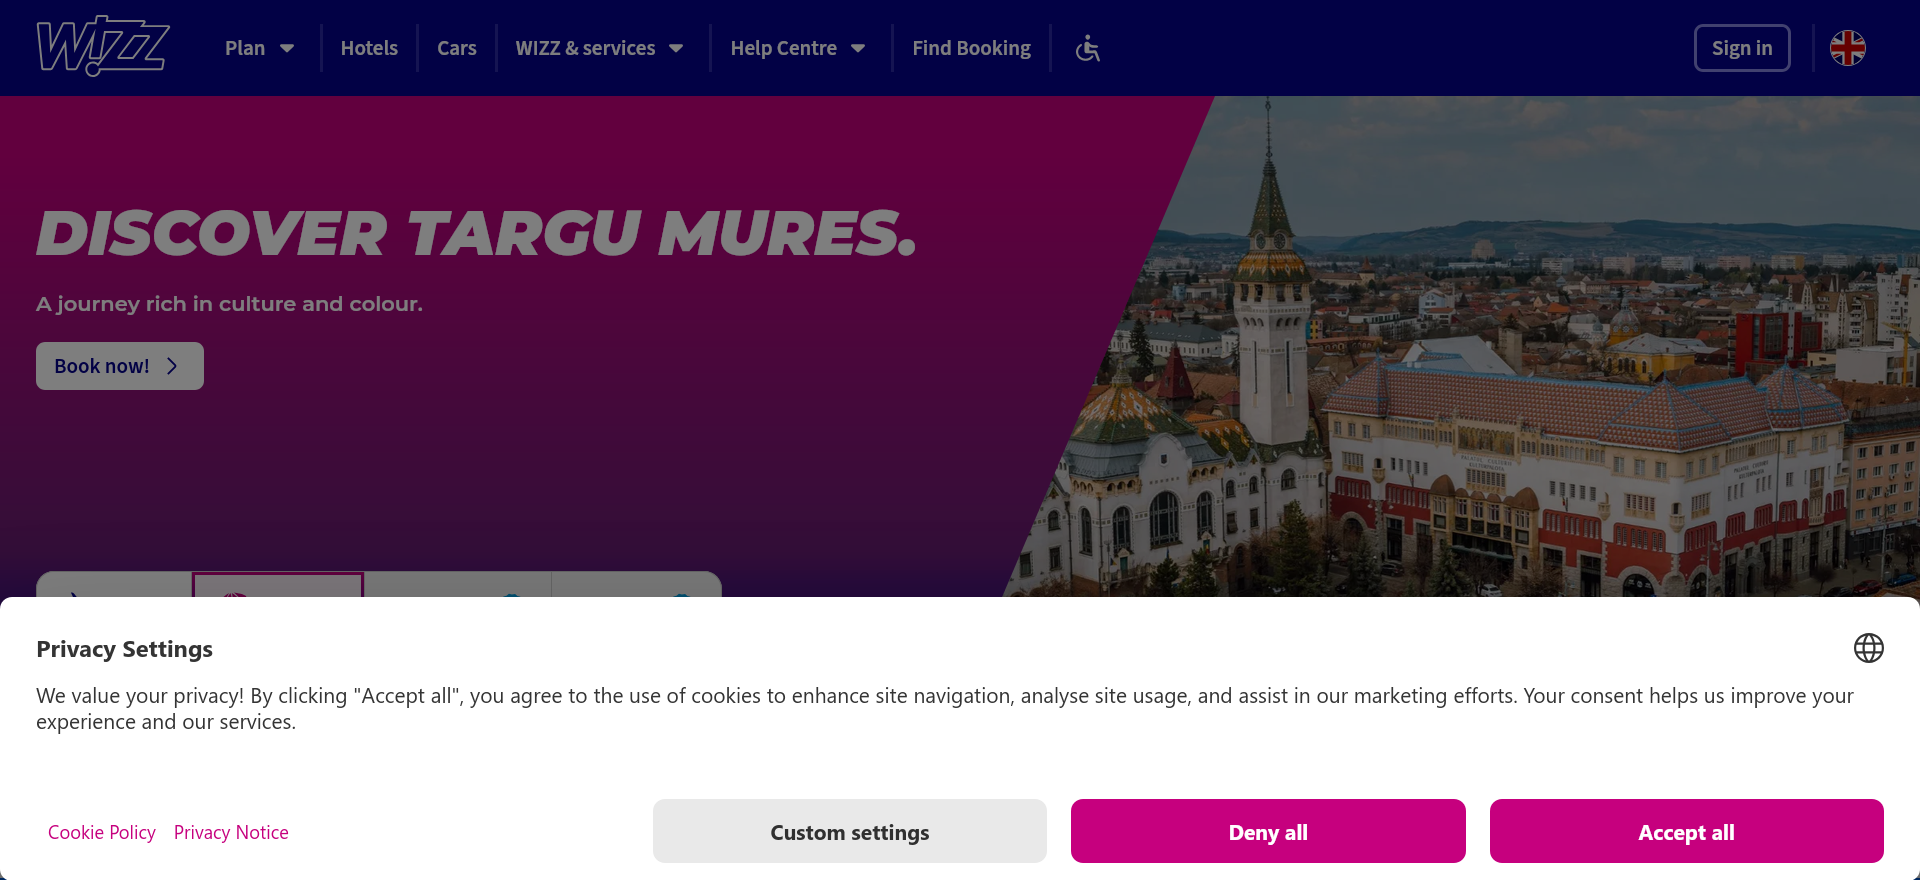 WIZZ
Plan
Hotels
Cars
WIZZ & services
Help Centre
Find Booking
Sign in
DISCOVER TARGU MURES.
A journey rich in culture and colour.
Book now!
Privacy Settings
We value your privacy! By clicking "Accept all", you agree to the use of cookies to enhance site navigation, analyse site usage, and assist in our marketing efforts. Your consent helps us improve your
experience and our services.
Cookie Policy
Privacy Notice
Custom settings
Deny all
Accept all